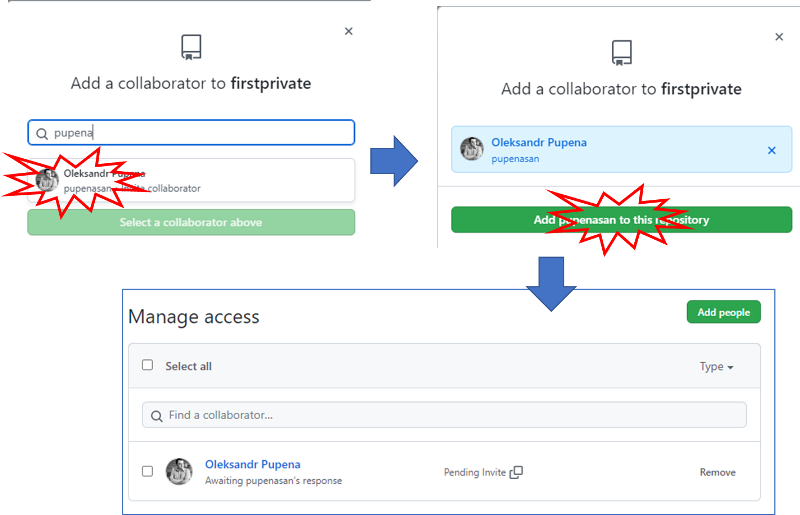 Add a collaborator to firstprivate
pupena
Oleksandr Pupena
pupenasan Invite collaborator
Select a collaborator above
Add a collaborator to firstprivate
Oleksandr Pupena
pupenasan
Add pupenasan to this repository
Manage access
Add people
Select all
Type
Find a collaborator...
Oleksandr Pupena
Awaiting pupenasan's response
Pending Invite
Remove